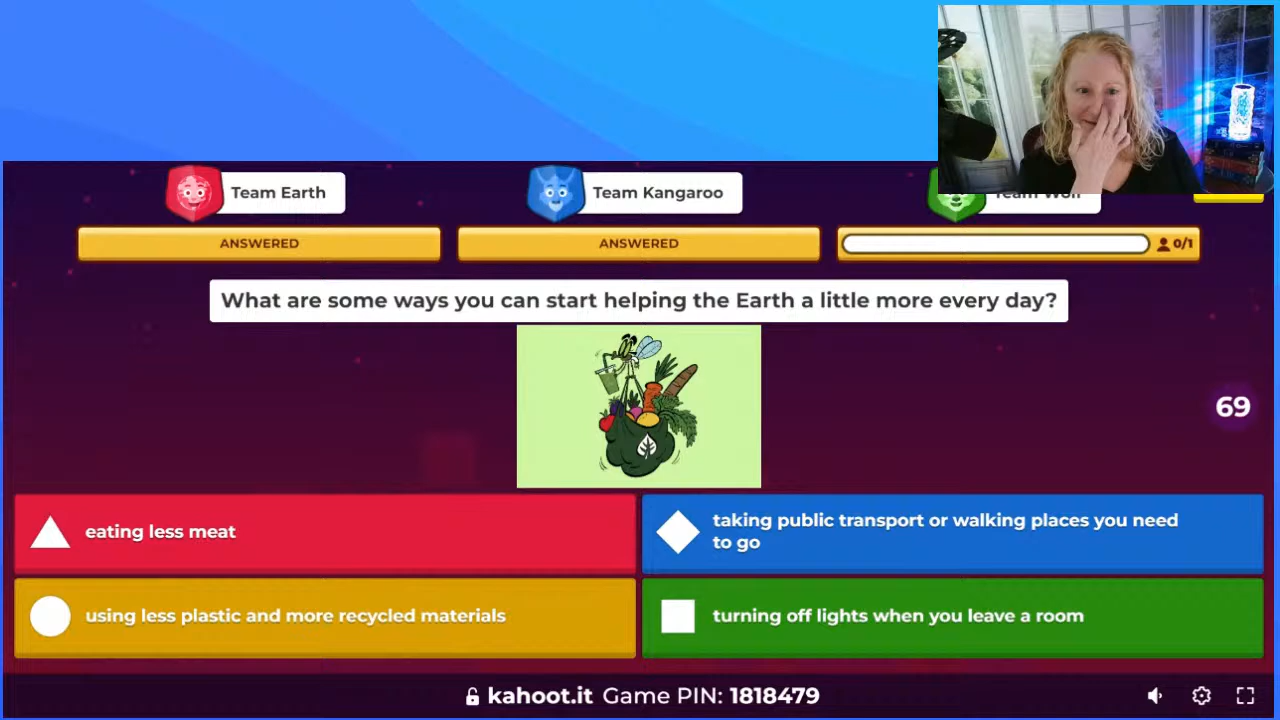 Team Earth
Team Kangaroo
Team Wolf
ANSWERED
ANSWERED
0/1
What are some ways you can start helping the Earth a little more every day?
69
eating less meat
taking public transport or walking places you need
to go
using less plastic and more recycled materials
turning off lights when you leave a room
kahoot.it Game PIN: 1818479